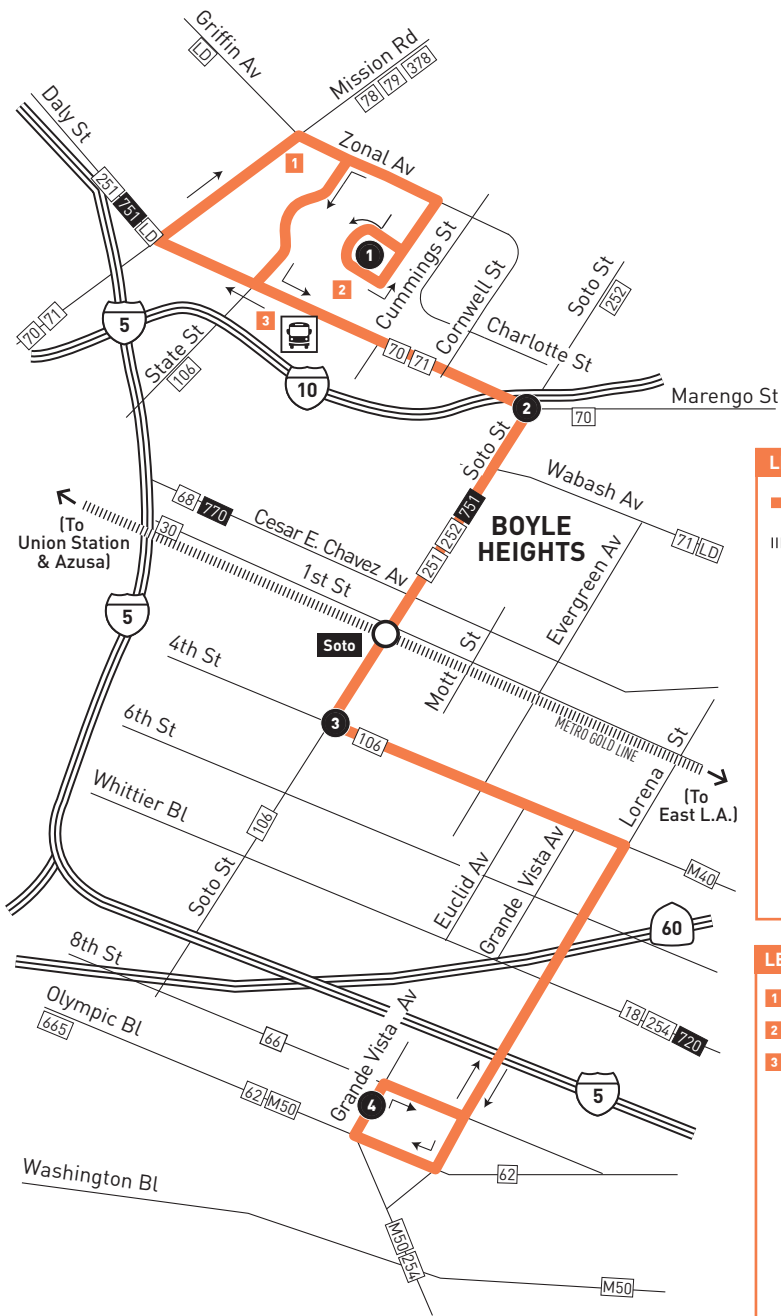 Griffin Av
LD
Mission Rd
78 79 378
Daly St
251 751 LD
Zonal Av
1
1
2
3
Cummings St
Cornwell St
Soto St
252
Charlotte St
70 71
5
State St
106
10
70 71
2
Marengo St
70
Soto St
Wabash Av
71 LD
68 770
Cesar E. Chavez Av
251 252 751
BOYLE
HEIGHTS
Evergreen Av
(To
Union Station
& Azusa)
30
1st St
5
Soto
Mott St
4th St
METRO GOLD LINE
3
106
6th St
Lorena St
(To
East L.A.)
Whittier Bl
106
Euclid Av
Grande Vista Av
M40
Soto St
60
8th St
18 254 720
Olympic Bl
665
66
Grande Vista Av
62 M50
4
5
Washington Bl
62
M50 254
M50
L
LE
1
2
3